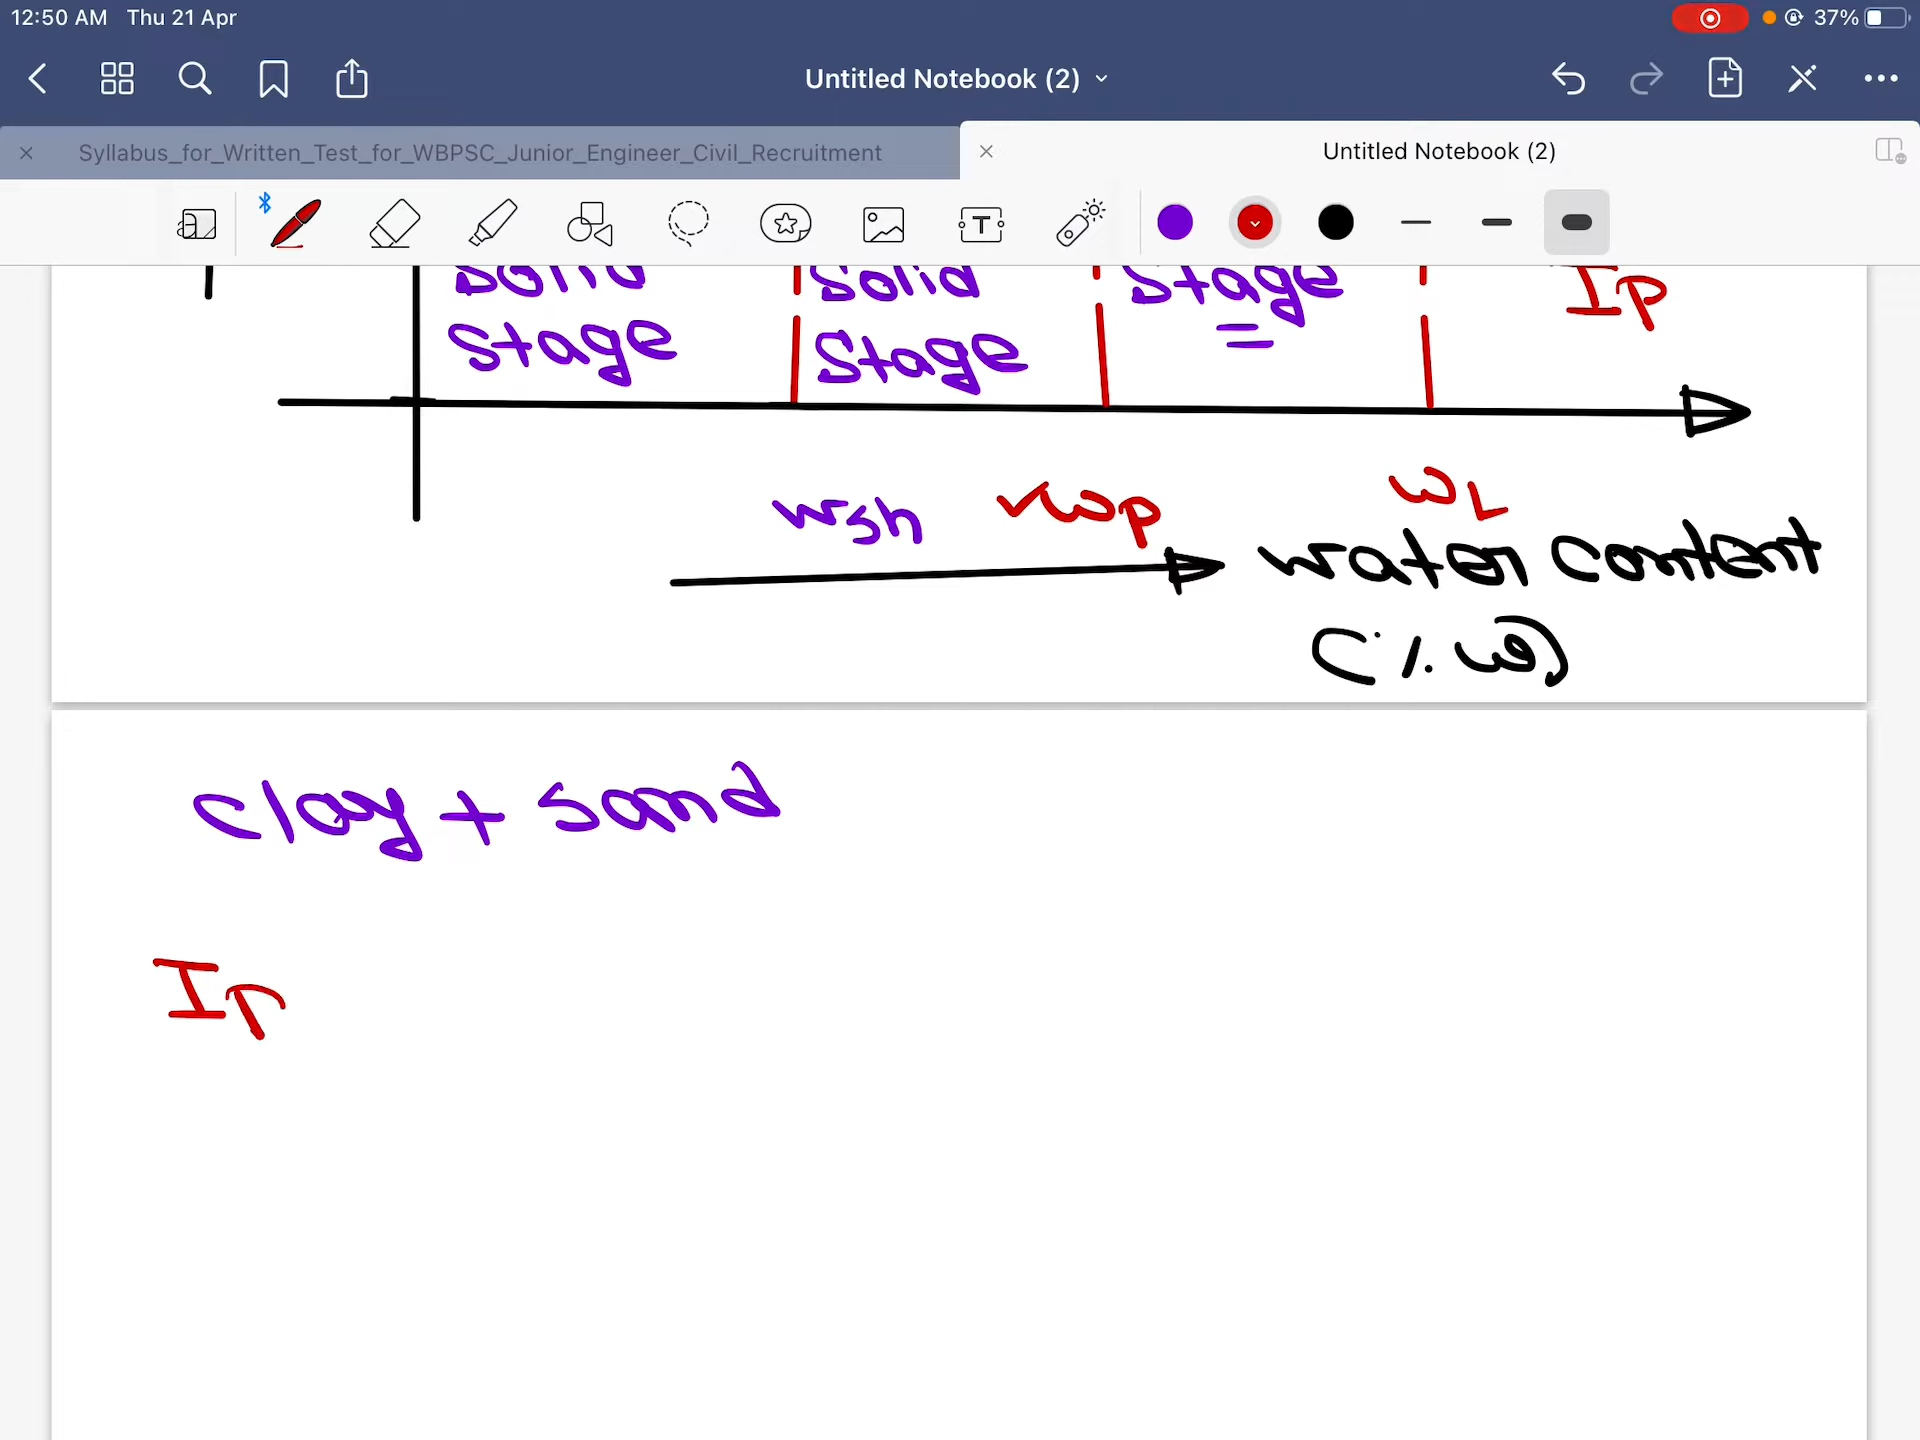 12:50 AM Thu 21 Apr
37%
Untitled Notebook (2)
Syllabus_for_Written_Test_for_WBPSC_Junior_Engineer_Civil_Recruitment
Untitled Notebook (2)
Solid Solid Stage Ip
Stage Stage
wsh wp wL
water content
(% w)
clay + sand
Ip